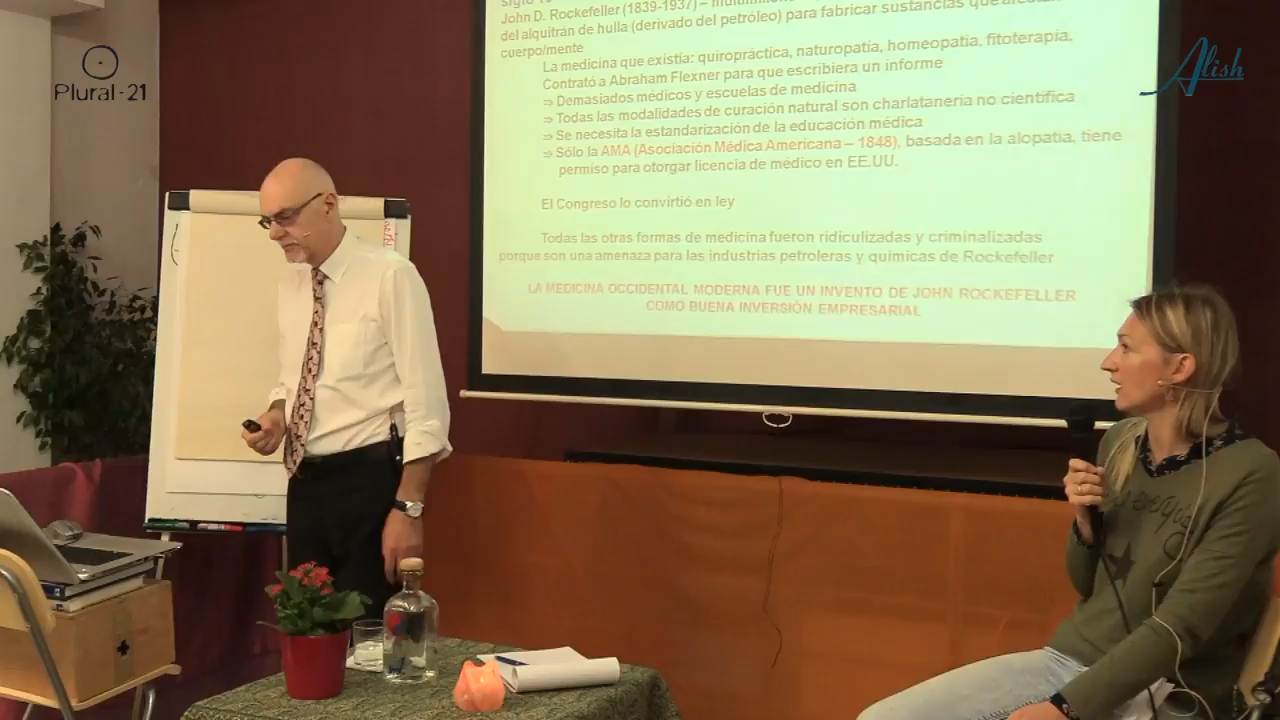 Plural-21
Alish
John D. Rockefeller (1839-1937) –
del alquitrán de hulla (derivado del petróleo) para fabricar sustancias que
cuerpo/mente
La medicina que existía: quiropráctica, naturopatía, homeopatía, fitoterapia,
Contrató a Abraham Flexner para que escribiera un informe
⇒ Demasiados médicos y escuelas de medicina
⇒ Todas las modalidades de curación natural son charlatanería no científica
⇒ Se necesita la estandarización de la educación médica
⇒ Sólo la AMA (Asociación Médica Americana – 1848), basada en la alopatía, tiene
permiso para otorgar licencia de médico en EE.UU.
El Congreso lo convirtió en ley
Todas las otras formas de medicina fueron ridiculizadas y criminalizadas
porque son una amenaza para las industrias petroleras y químicas de Rockefeller
LA MEDICINA OCCIDENTAL MODERNA FUE UN INVENTO DE JOHN ROCKEFELLER
COMO BUENA INVERSIÓN EMPRESARIAL